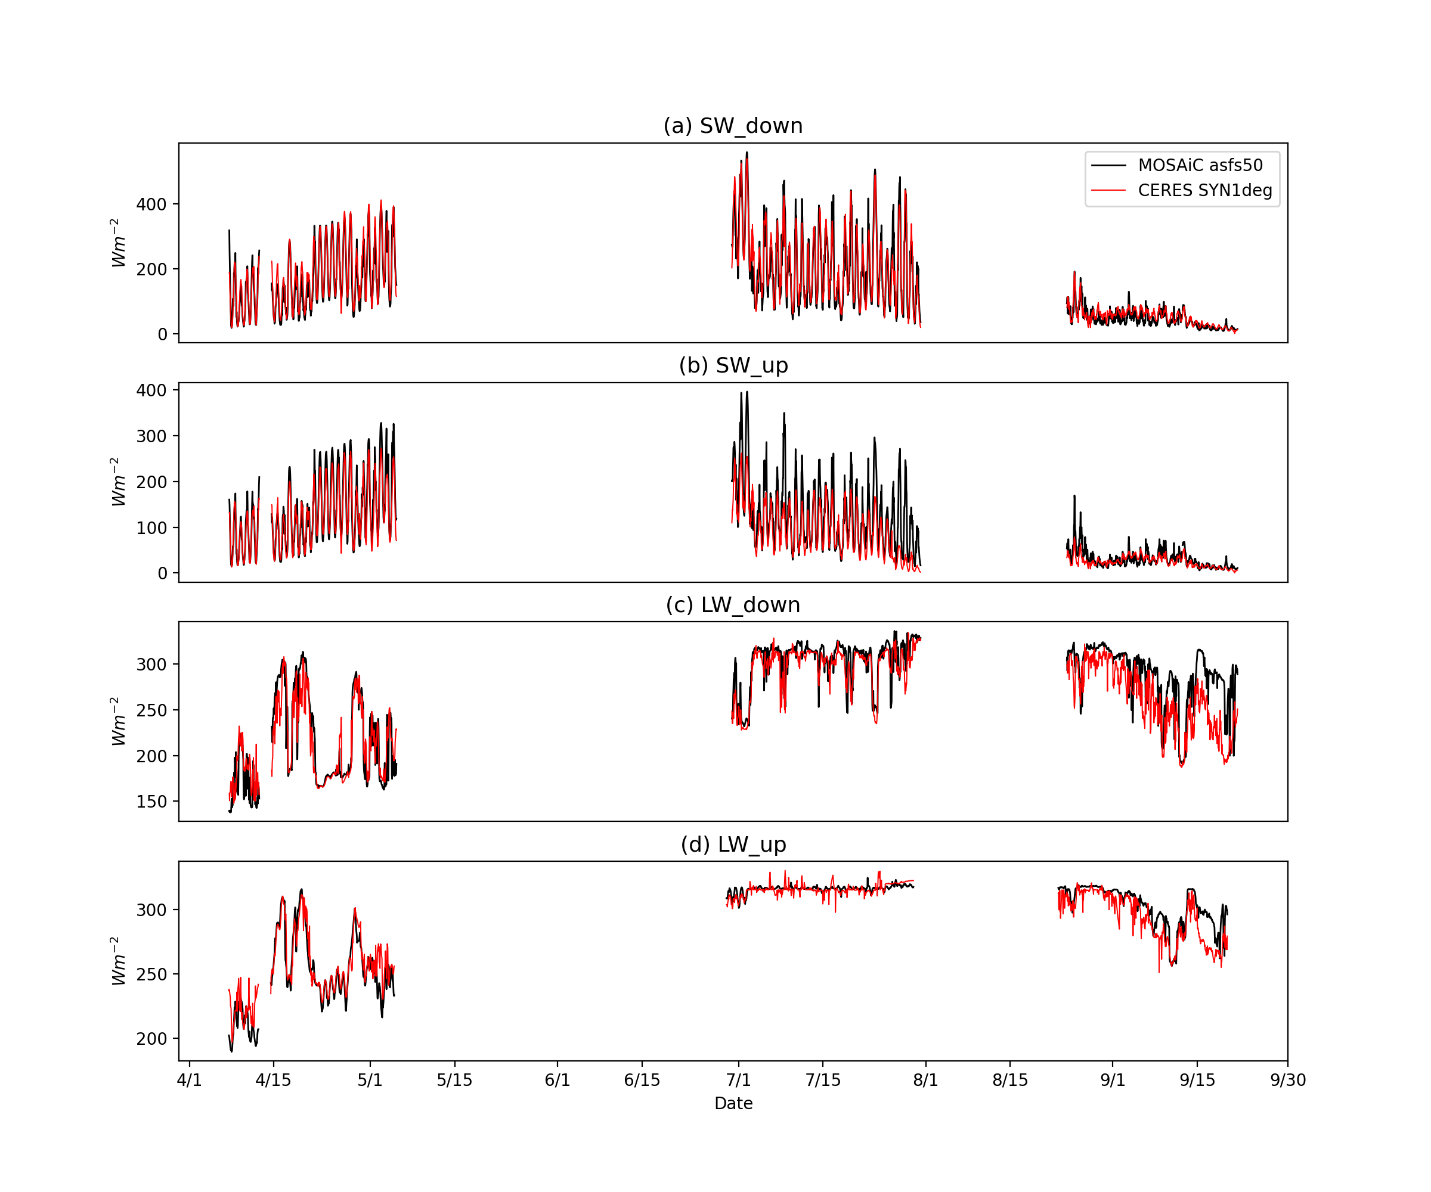 (a) SW_down
MOSAiC asfs50
CERES SYN1deg
400
200
0
Wm⁻²
(b) SW_up
400
300
200
100
0
Wm⁻²
(c) LW_down
300
250
200
150
Wm⁻²
(d) LW_up
300
250
200
Wm⁻²
4/1 4/15 5/1 5/15 6/1 6/15 7/1 7/15 8/1 8/15 9/1 9/15 9/30
Date